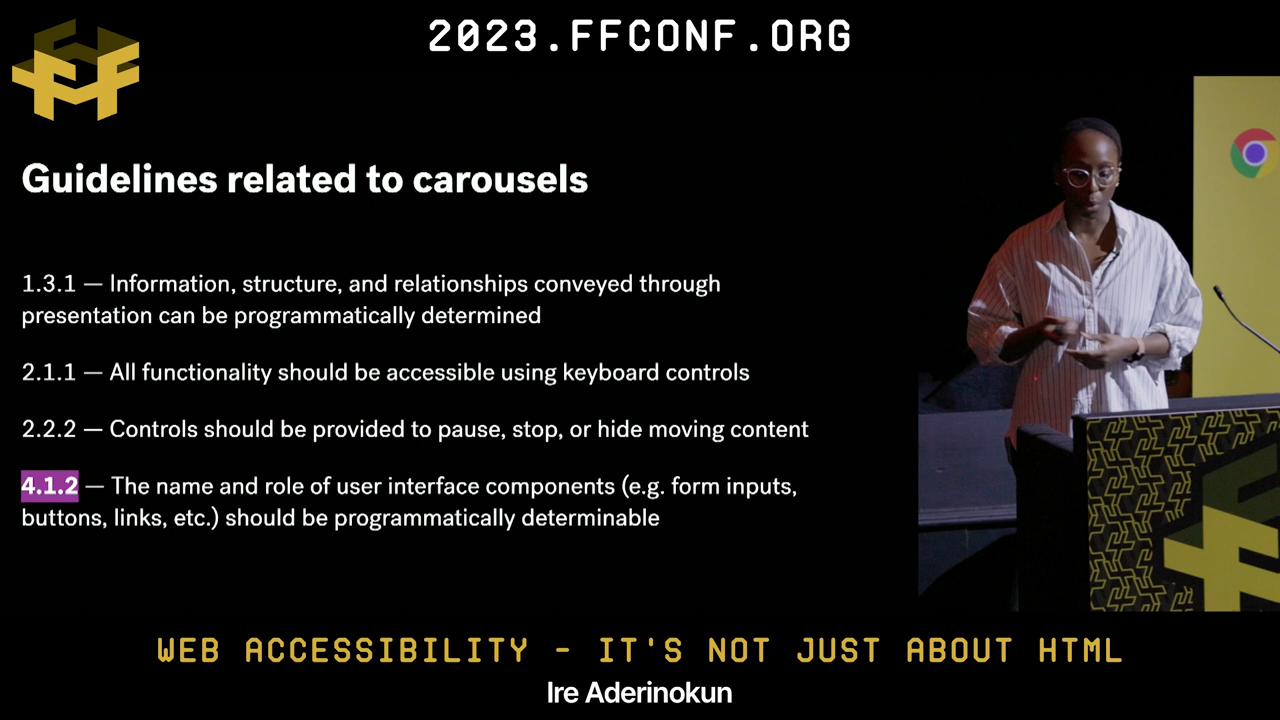 2023.FFCONF.ORG
Guidelines related to carousels
1.3.1 — Information, structure, and relationships conveyed through
presentation can be programmatically determined
2.1.1 — All functionality should be accessible using keyboard controls
2.2.2 — Controls should be provided to pause, stop, or hide moving content
4.1.2 — The name and role of user interface components (e.g. form inputs,
buttons, links, etc.) should be programmatically determinable
WEB ACCESSIBILITY - IT'S NOT JUST ABOUT HTML
Ire Aderinokun